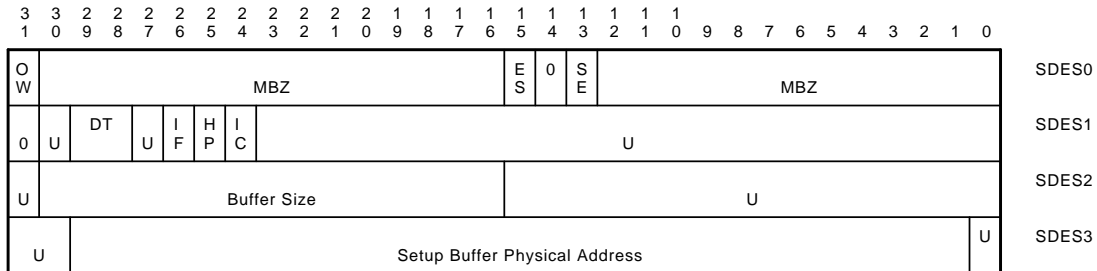 3 3 2 2 2 2 2 2 2 2 2 2 1 1 1 1 1 1 1 1 1 1
1 0 9 8 7 6 5 4 3 2 1 0 9 8 7 6 5 4 3 2 1 0 9 8 7 6 5 4 3 2 1 0
O E 0 S SDES0
W MBZ S E MBZ
DT I H I SDES1
0 U U F P C U
SDES2
U Buffer Size U
U SDES3
U Setup Buffer Physical Address